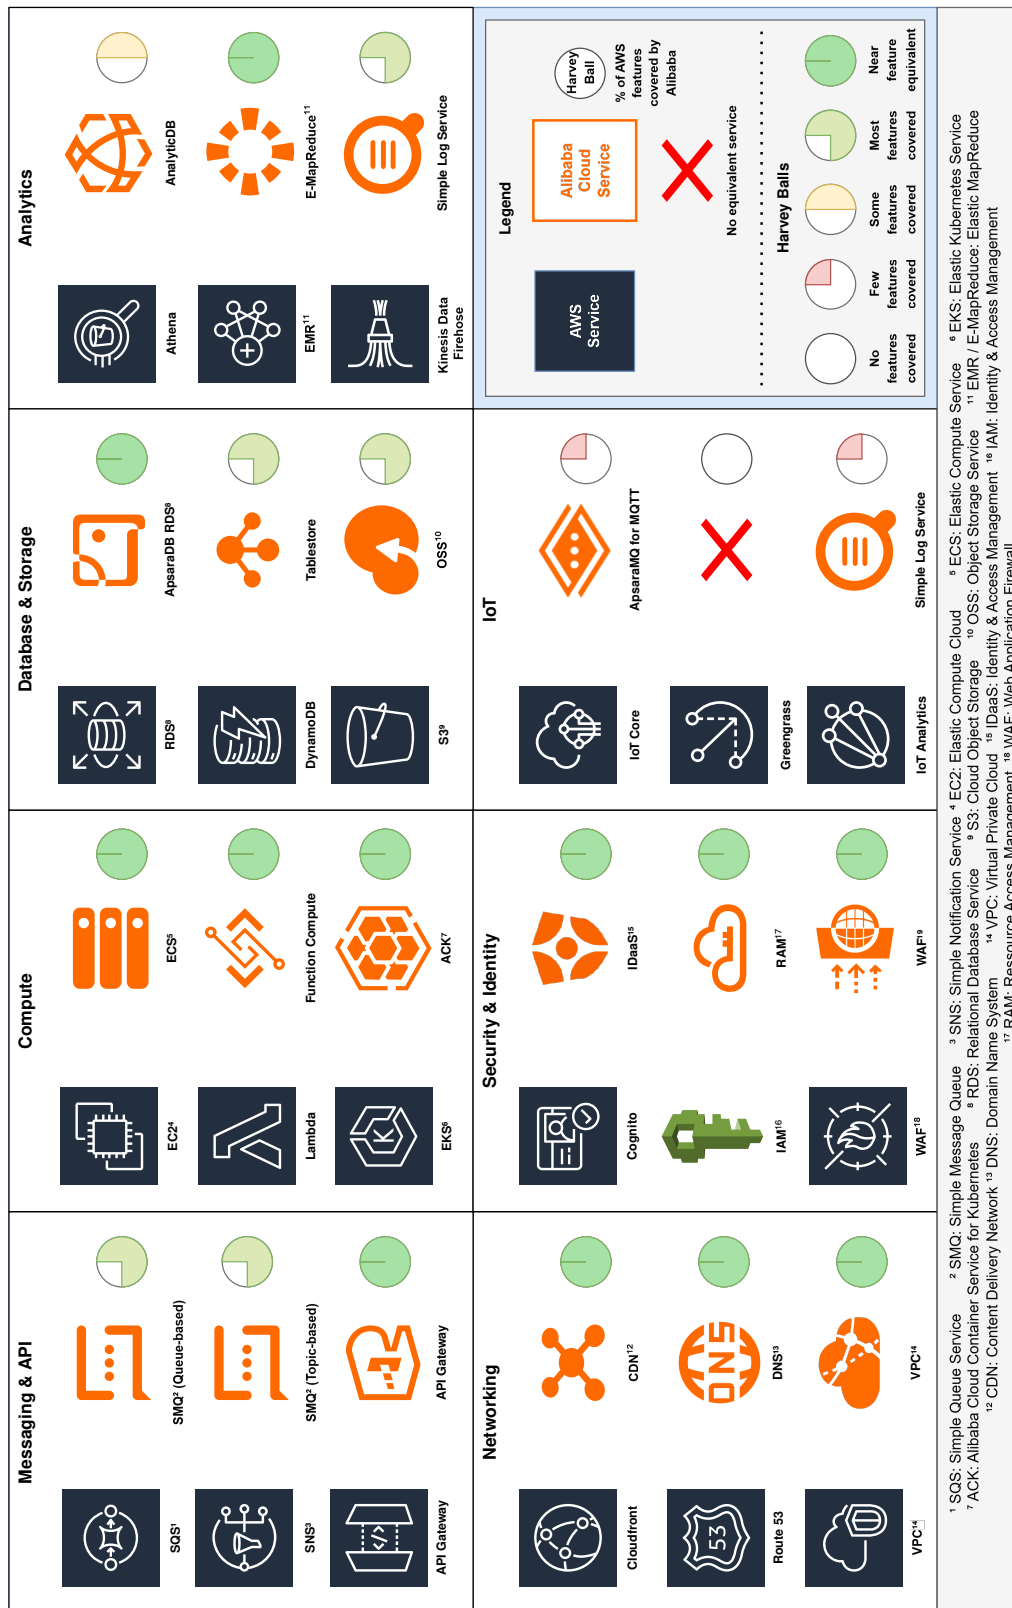 Messaging & API
SQS¹
SMQ² (Queue-based)
SNS³
SMQ² (Topic-based)
API Gateway
API Gateway
Compute
EC2⁴
ECS⁵
Lambda
Function Compute
EKS⁶
ACK⁷
Database & Storage
RDS⁸
ApsaraDB RDS⁸
DynamoDB
Tablestore
S3⁹
OSS¹⁰
Analytics
Athena
AnalyticDB
EMR¹¹
E-MapReduce¹¹
Kinesis Data
Firehose
Simple Log Service
Networking
Cloudfront
CDN¹²
53
Route 53
DNS
DNS¹³
VPC¹⁴
VPC¹⁴
Security & Identity
Cognito
IDaaS¹⁵
IAM¹⁶
RAM¹⁷
WAF¹⁸
WAF¹⁹
IoT
IoT Core
ApsaraMQ for MQTT
Greengrass
IoT Analytics
Simple Log Service
Legend
AWS
Service
Alibaba
Cloud
Service
Harvey
Ball
% of AWS
features
covered by
Alibaba
No equivalent service
Harvey Balls
No
features
covered
Few
features
covered
Some
features
covered
Most
features
covered
Near
feature
equivalent
¹ SQS: Simple Queue Service ² SMQ: Simple Message Queue ³ SNS: Simple Notification Service ⁴ EC2: Elastic Compute Cloud ⁵ ECS: Elastic Compute Service ⁶ EKS: Elastic Kubernetes Service
⁷ ACK: Alibaba Cloud Container Service for Kubernetes ⁸ RDS: Relational Database Service ⁹ S3: Cloud Object Storage ¹⁰ OSS: Object Storage Service ¹¹ EMR / E-MapReduce: Elastic MapReduce
¹² CDN: Content Delivery Network ¹³ DNS: Domain Name System ¹⁴ VPC: Virtual Private Cloud ¹⁵ IDaaS: Identity & Access Management ¹⁶ IAM: Identity & Access Management
¹⁷ RAM: Ressource Access Management ¹⁸ WAF: Web Application Firewall